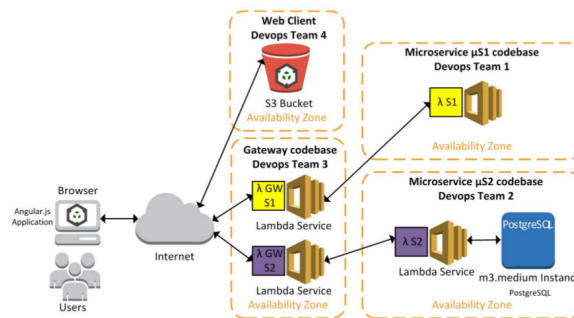 Web Client
Devops Team 4
S3 Bucket
Availability Zone
Microservice μS1 codebase
Devops Team 1
λ S1
Availability Zone
Gateway codebase
Devops Team 3
λ GW
S1
Lambda Service
λ GW
S2
Lambda Service
Availability Zone
Browser
Angular.js
Application
Internet
Users
Microservice μS2 codebase
Devops Team 2
λ S2
Lambda Service
PostgreSQL
m3.medium Instanc
PostgreSQL
Availability Zone